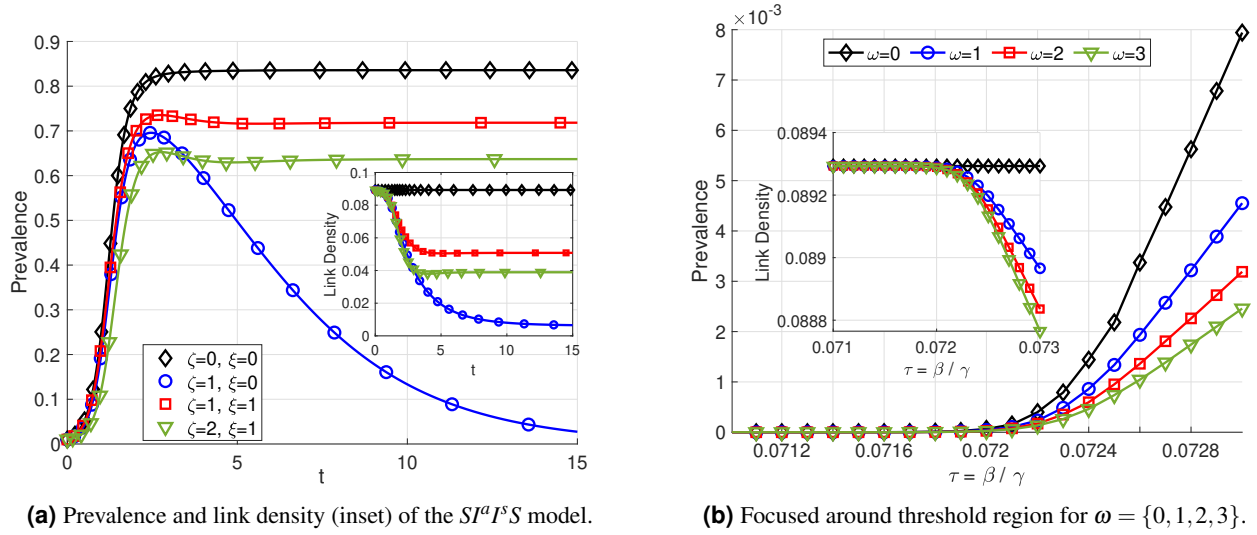 0.9
0.8
0.7
0.6
0.5
0.4
0.3
0.2
0.1
0
Prevalence
0
5
10
15
t
ζ=0, ξ=0
ζ=1, ξ=0
ζ=1, ξ=1
ζ=2, ξ=1
0.1
0.08
0.06
0.04
0.02
0.00
Link Density
0
5
10
15
t
(a) Prevalence and link density (inset) of the SIᵃIˢS model.
×10⁻³
8
7
6
5
4
3
2
1
0
Prevalence
ω=0 ω=1 ω=2 ω=3
0.0894
0.0892
0.089
0.0888
Link Density
0.071 0.072 0.073
τ = β / γ
0.0712 0.0716 0.072 0.0724 0.0728
τ = β / γ
(b) Focused around threshold region for ω = {0,1,2,3}.